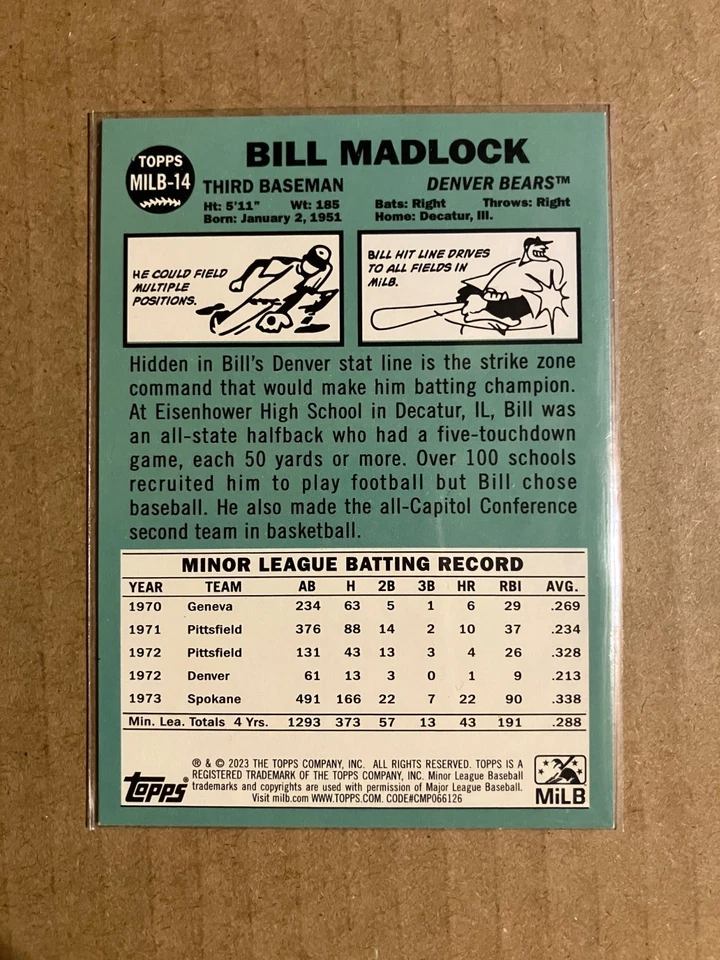 TOPPS
MILB-14
BILL MADLOCK
THIRD BASEMAN
DENVER BEARS™
Ht: 5'11" Wt: 185
Bats: Right Throws: Right
Born: January 2, 1951
Home: Decatur, Ill.
HE COULD FIELD
MULTIPLE
POSITIONS.
BILL HIT LINE DRIVES
TO ALL FIELDS IN
MiLB.
Hidden in Bill's Denver stat line is the strike zone
command that would make him batting champion.
At Eisenhower High School in Decatur, IL, Bill was
an all-state halfback who had a five-touchdown
game, each 50 yards or more. Over 100 schools
recruited him to play football but Bill chose
baseball. He also made the all-Capitol Conference
second team in basketball.
MINOR LEAGUE BATTING RECORD
YEAR TEAM AB H 2B 3B HR RBI AVG.
1970 Geneva 234 63 5 1 6 29 .269
1971 Pittsfield 376 88 14 2 10 37 .234
1972 Pittsfield 131 43 13 3 4 26 .328
1972 Denver 61 13 3 0 1 9 .213
1973 Spokane 491 166 22 7 22 90 .338
Min. Lea. Totals 4 Yrs. 1293 373 57 13 43 191 .288
® & © 2023 THE TOPPS COMPANY, INC. ALL RIGHTS RESERVED. TOPPS IS A
REGISTERED TRADEMARK OF THE TOPPS COMPANY, INC. Minor League Baseball
trademarks and copyrights are used with permission of Major League Baseball.
Visit milb.com WWW.TOPPS.COM. CODE#CMP066126
Topps®
MiLB